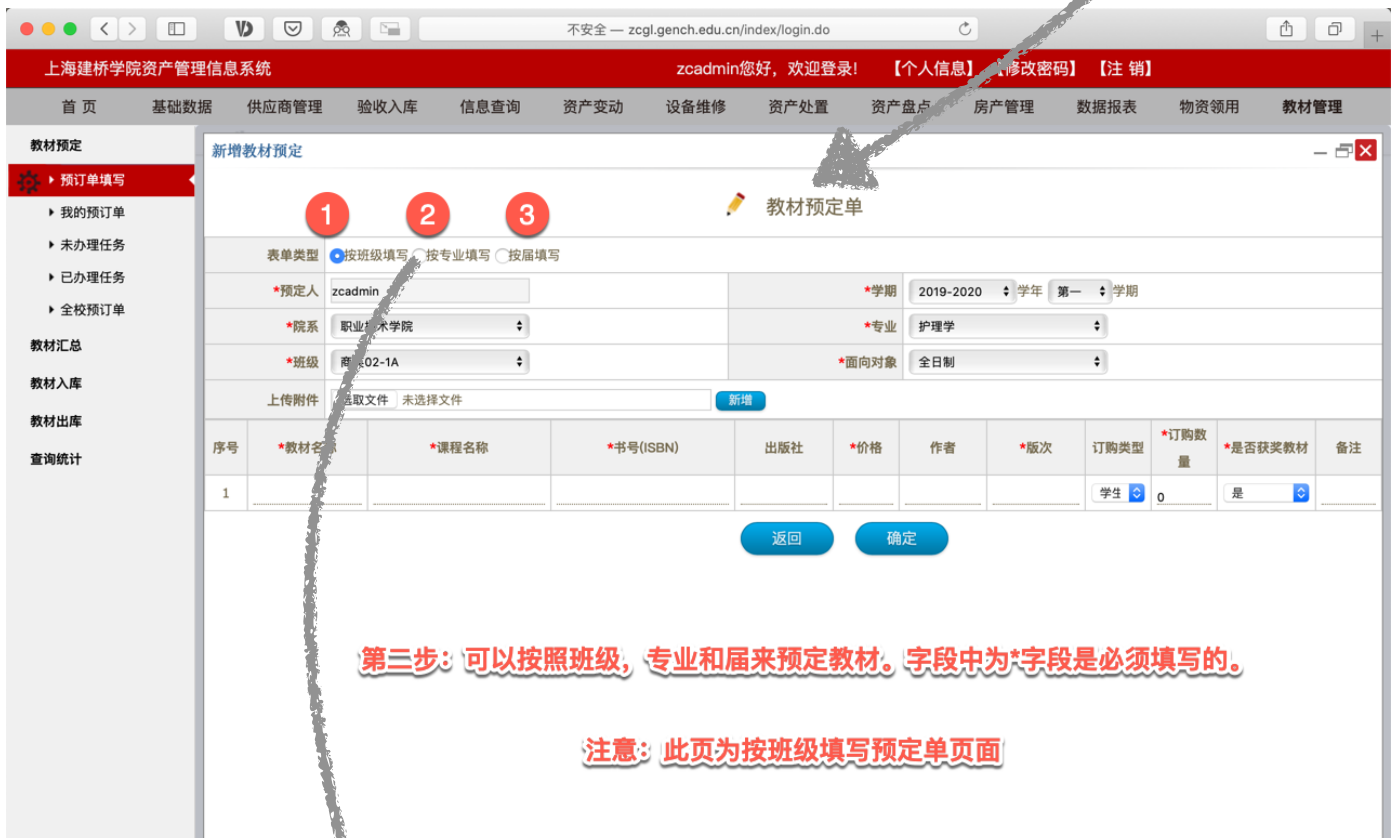 不安全 — zcgl.gench.edu.cn/index/login.do
上海建桥学院资产管理信息系统 zcadmin您好，欢迎登录! 【个人信息】 【修改密码】 【注 销】
首 页 基础数据 供应商管理 验收入库 信息查询 资产变动 设备维修 资产处置 资产盘点 房产管理 数据报表 物资领用 教材管理
教材预定
预订单填写
我的预订单
未办理任务
已办理任务
全校预订单
教材汇总
教材入库
教材出库
查询统计
新增教材预定
教材预定单
1 2 3
表单类型 按班级填写 按专业填写 按届填写
*预定人 zcadmin *学期 2019-2020 学年 第一 学期
*院系 职业技术学院 *专业 护理学
*班级 商 02-1A *面向对象 全日制
上传附件 选取文件 未选择文件 新增
序号 *教材名称 *课程名称 *书号(ISBN) 出版社 *价格 作者 *版次 订购类型 *订购数量 *是否获奖教材 备注
1 学生 0 是
返回 确定
第二步：可以按照班级，专业和届来预定教材。字段中为*字段是必须填写的。
注意：此页为按班级填写预定单页面